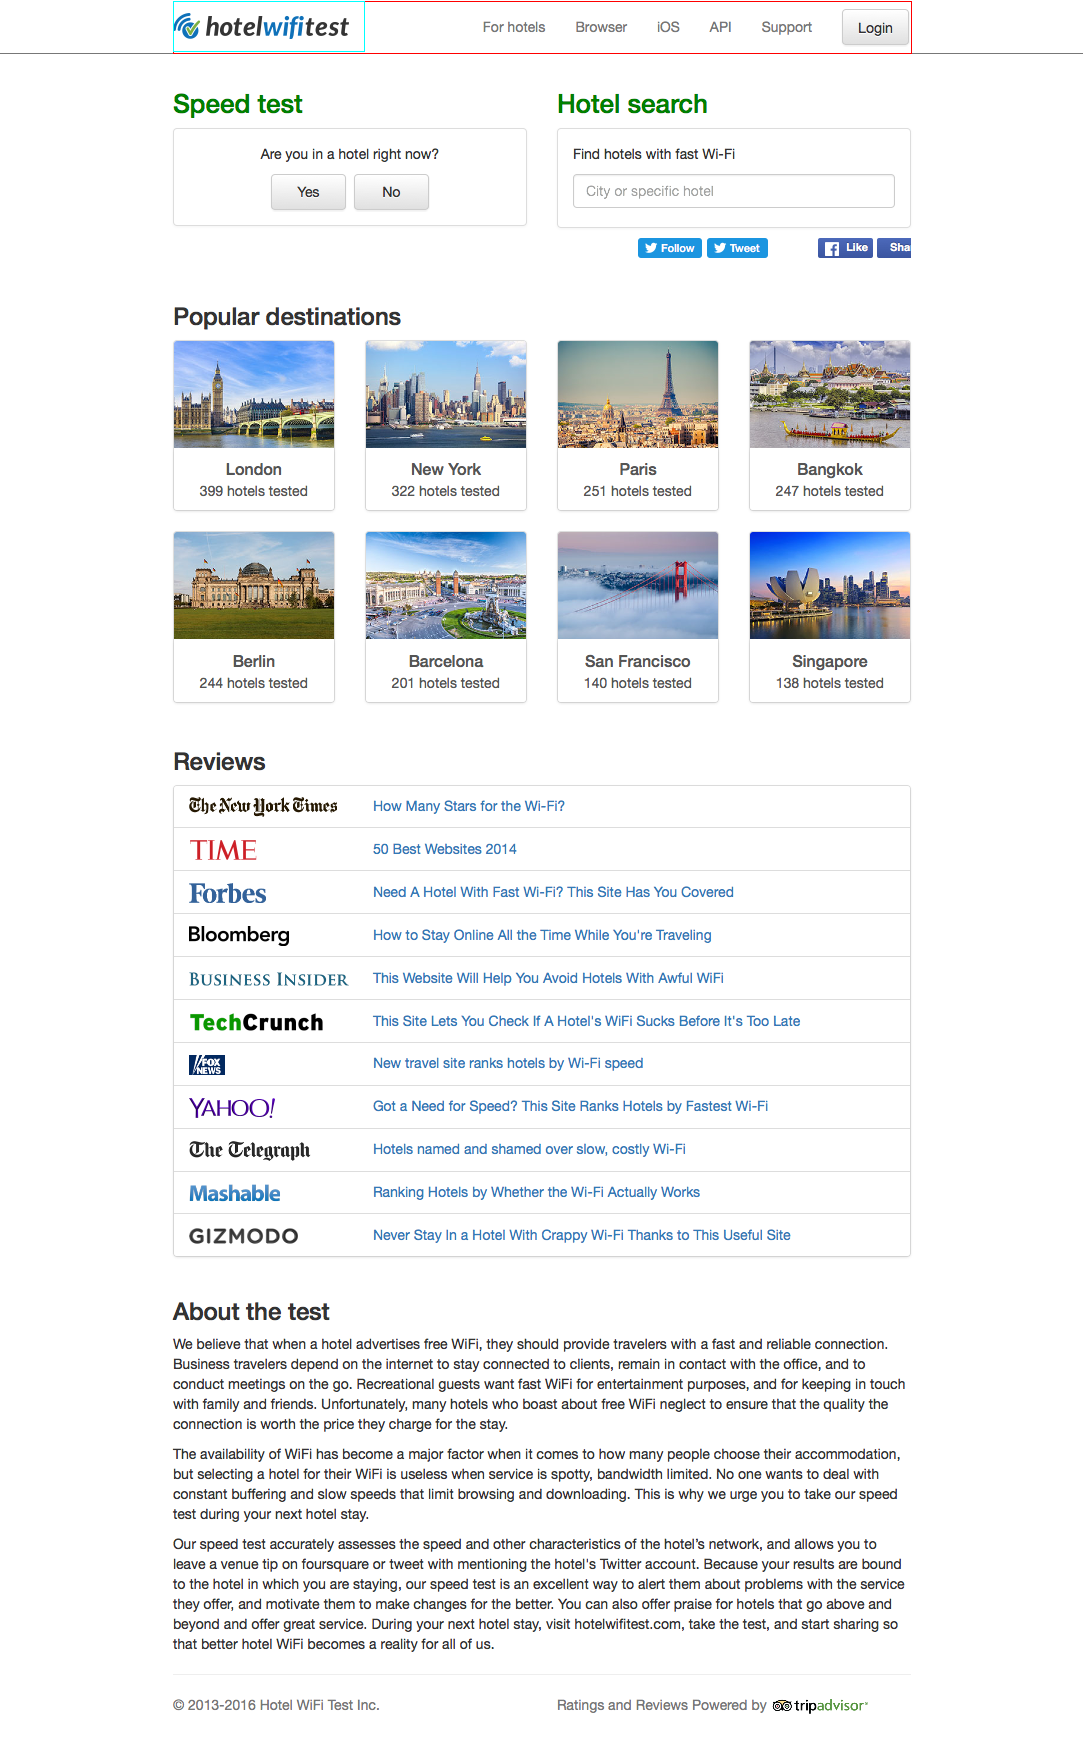 hotelwifitest
For hotels
Browser
iOS
API
Support
Login
Speed test
Are you in a hotel right now?
Yes
No
Hotel search
Find hotels with fast Wi-Fi
City or specific hotel
Follow
Tweet
Like
Sha
Popular destinations
London
399 hotels tested
New York
322 hotels tested
Paris
251 hotels tested
Bangkok
247 hotels tested
Berlin
244 hotels tested
Barcelona
201 hotels tested
San Francisco
140 hotels tested
Singapore
138 hotels tested
Reviews
The New York Times How Many Stars for the Wi-Fi?
TIME 50 Best Websites 2014
Forbes Need A Hotel With Fast Wi-Fi? This Site Has You Covered
Bloomberg How to Stay Online All the Time While You're Traveling
BUSINESS INSIDER This Website Will Help You Avoid Hotels With Awful WiFi
TechCrunch This Site Lets You Check If A Hotel's WiFi Sucks Before It's Too Late
FOX NEWS New travel site ranks hotels by Wi-Fi speed
YAHOO! Got a Need for Speed? This Site Ranks Hotels by Fastest Wi-Fi
The Telegraph Hotels named and shamed over slow, costly Wi-Fi
Mashable Ranking Hotels by Whether the Wi-Fi Actually Works
GIZMODO Never Stay In a Hotel With Crappy Wi-Fi Thanks to This Useful Site
About the test
We believe that when a hotel advertises free WiFi, they should provide travelers with a fast and reliable connection.
Business travelers depend on the internet to stay connected to clients, remain in contact with the office, and to
conduct meetings on the go. Recreational guests want fast WiFi for entertainment purposes, and for keeping in touch
with family and friends. Unfortunately, many hotels who boast about free WiFi neglect to ensure that the quality the
connection is worth the price they charge for the stay.
The availability of WiFi has become a major factor when it comes to how many people choose their accommodation,
but selecting a hotel for their WiFi is useless when service is spotty, bandwidth limited. No one wants to deal with
constant buffering and slow speeds that limit browsing and downloading. This is why we urge you to take our speed
test during your next hotel stay.
Our speed test accurately assesses the speed and other characteristics of the hotel's network, and allows you to
leave a venue tip on foursquare or tweet with mentioning the hotel's Twitter account. Because your results are bound
to the hotel in which you are staying, our speed test is an excellent way to alert them about problems with the service
they offer, and motivate them to make changes for the better. You can also offer praise for hotels that go above and
beyond and offer great service. During your next hotel stay, visit hotelwifitest.com, take the test, and start sharing so
that better hotel WiFi becomes a reality for all of us.
© 2013-2016 Hotel WiFi Test Inc.
Ratings and Reviews Powered by tripadvisor